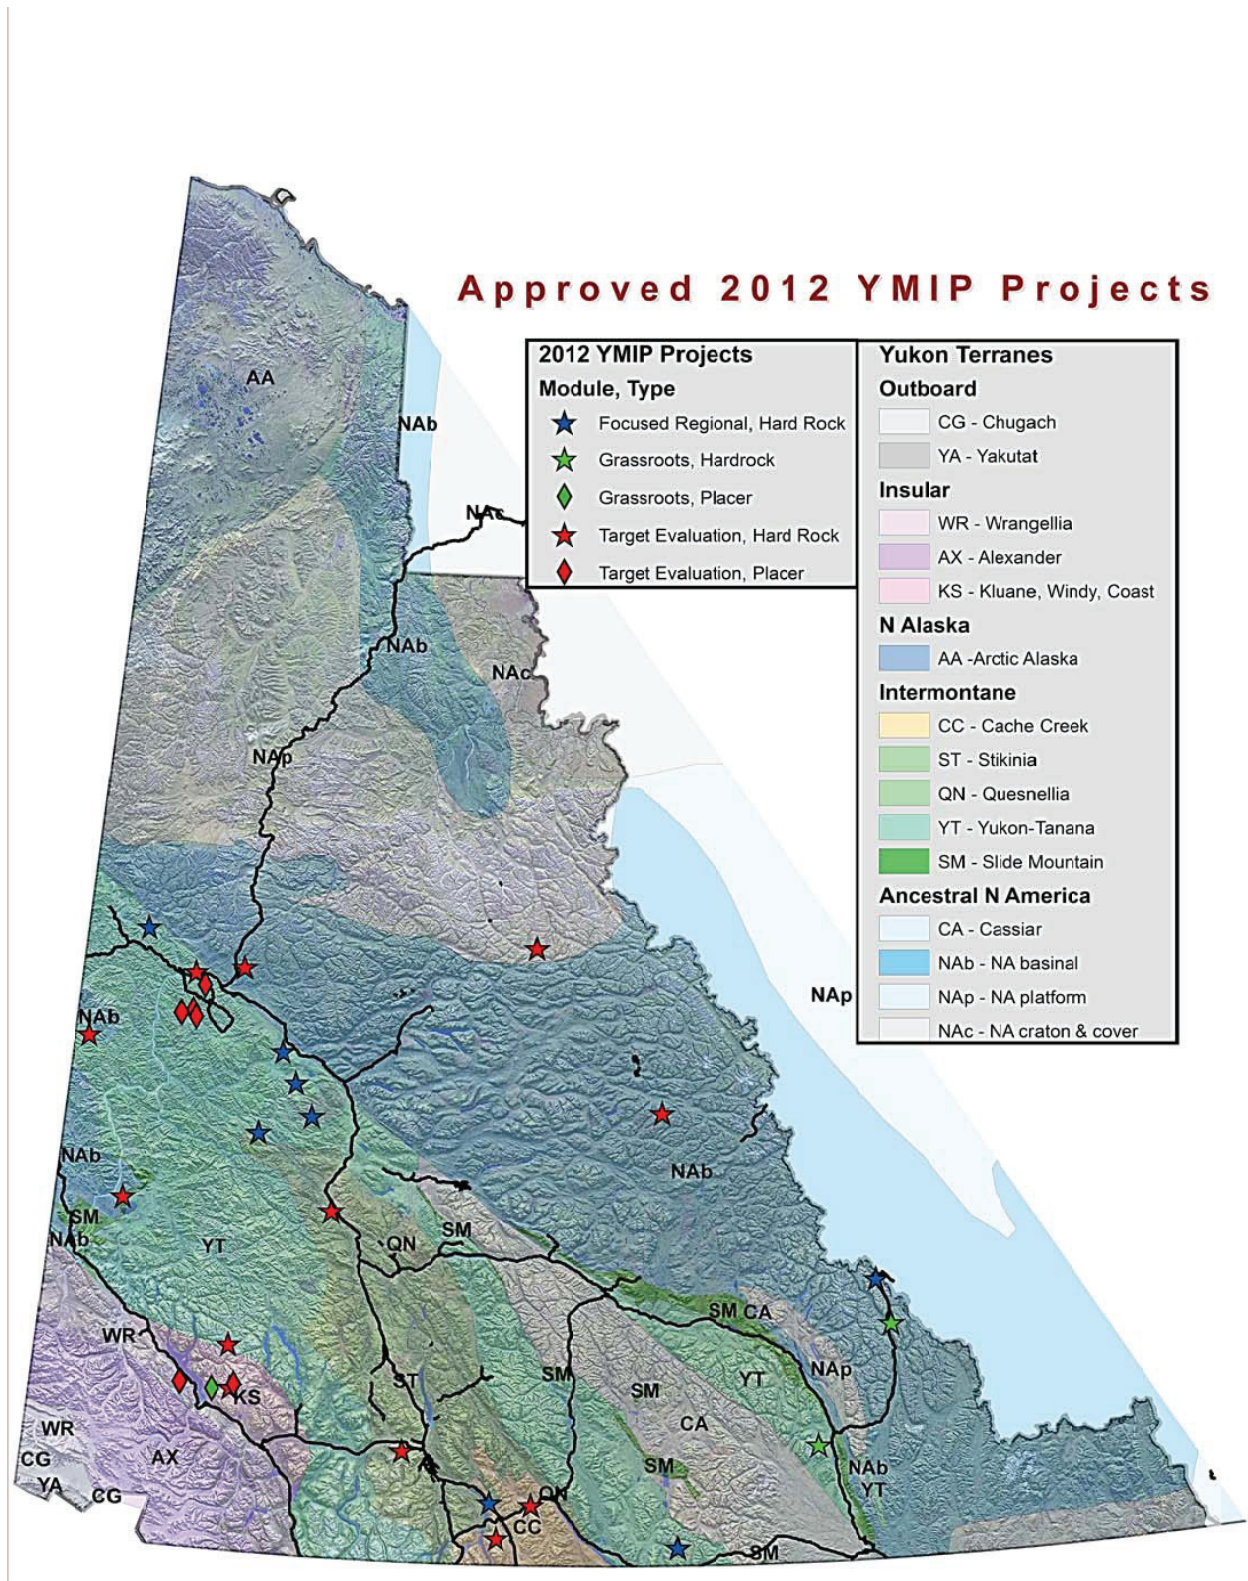 Approved 2012 YMIP Projects
2012 YMIP Projects
Module, Type
Focused Regional, Hard Rock
Grassroots, Hardrock
Grassroots, Placer
Target Evaluation, Hard Rock
Target Evaluation, Placer
Yukon Terranes
Outboard
CG - Chugach
YA - Yakutat
Insular
WR - Wrangellia
AX - Alexander
KS - Kluane, Windy, Coast
N Alaska
AA -Arctic Alaska
Intermontane
CC - Cache Creek
ST - Stikinia
QN - Quesnellia
YT - Yukon-Tanana
SM - Slide Mountain
Ancestral N America
CA - Cassiar
NAb - NA basinal
NAp - NA platform
NAc - NA craton & cover
AA
NAb
NAc
NAb
NAc
NAp
NAp
NAb
NAb
NAb
SM
NAb
YT
QN
SM
SM CA
WR
NAp
ST
SM
SM
YT
KS
CA
WR
AX
CG
YA
CG
SM
NAb
YT
QN
CC
SM